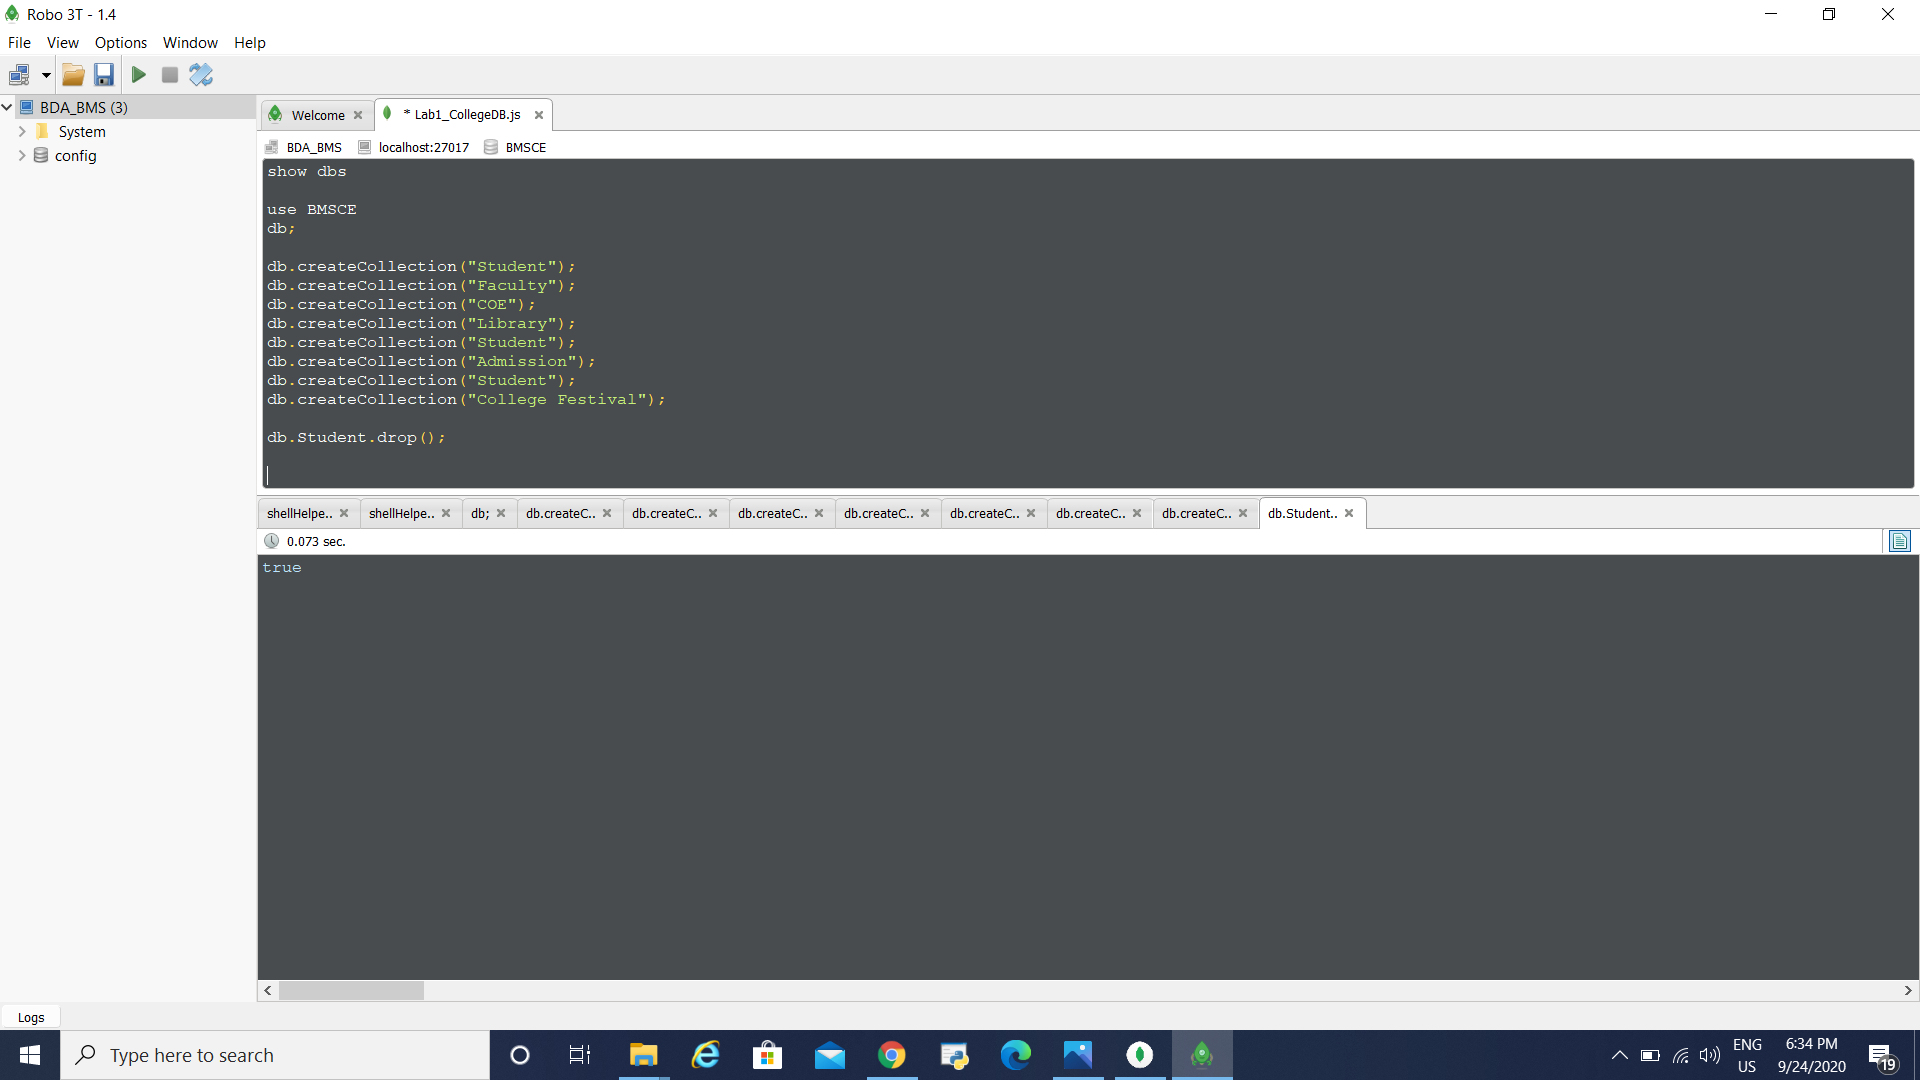 Robo 3T - 1.4
File View Options Window Help
BDA_BMS (3)
System
config
Welcome
* Lab1_CollegeDB.js
BDA_BMS localhost:27017 BMSCE
show dbs
use BMSCE
db;
db.createCollection("Student");
db.createCollection("Faculty");
db.createCollection("COE");
db.createCollection("Library");
db.createCollection("Student");
db.createCollection("Admission");
db.createCollection("Student");
db.createCollection("College Festival");
db.Student.drop();
shellHelpe.. shellHelpe.. db; db.createC.. db.createC.. db.createC.. db.createC.. db.createC.. db.createC.. db.createC.. db.Student..
0.073 sec.
true
Logs
Type here to search
ENG
US
6:34 PM
9/24/2020
19